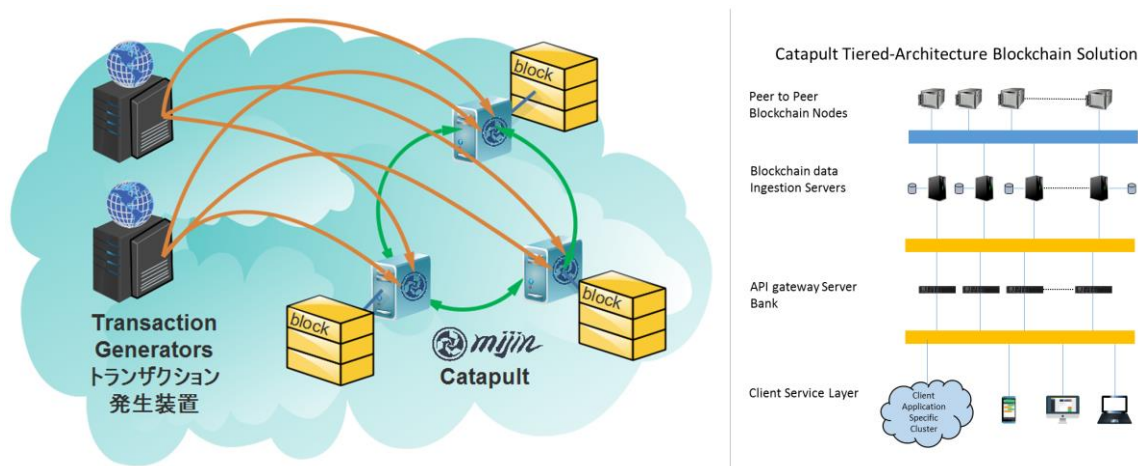 block
block
block
Transaction
Generators
トランザクション
発生装置
mijin
Catapult
Catapult Tiered-Architecture Blockchain Solution
Peer to Peer
Blockchain Nodes
Blockchain data
Ingestion Servers
API gateway Server
Bank
Client Service Layer
Client
Application
Specific
Cluster